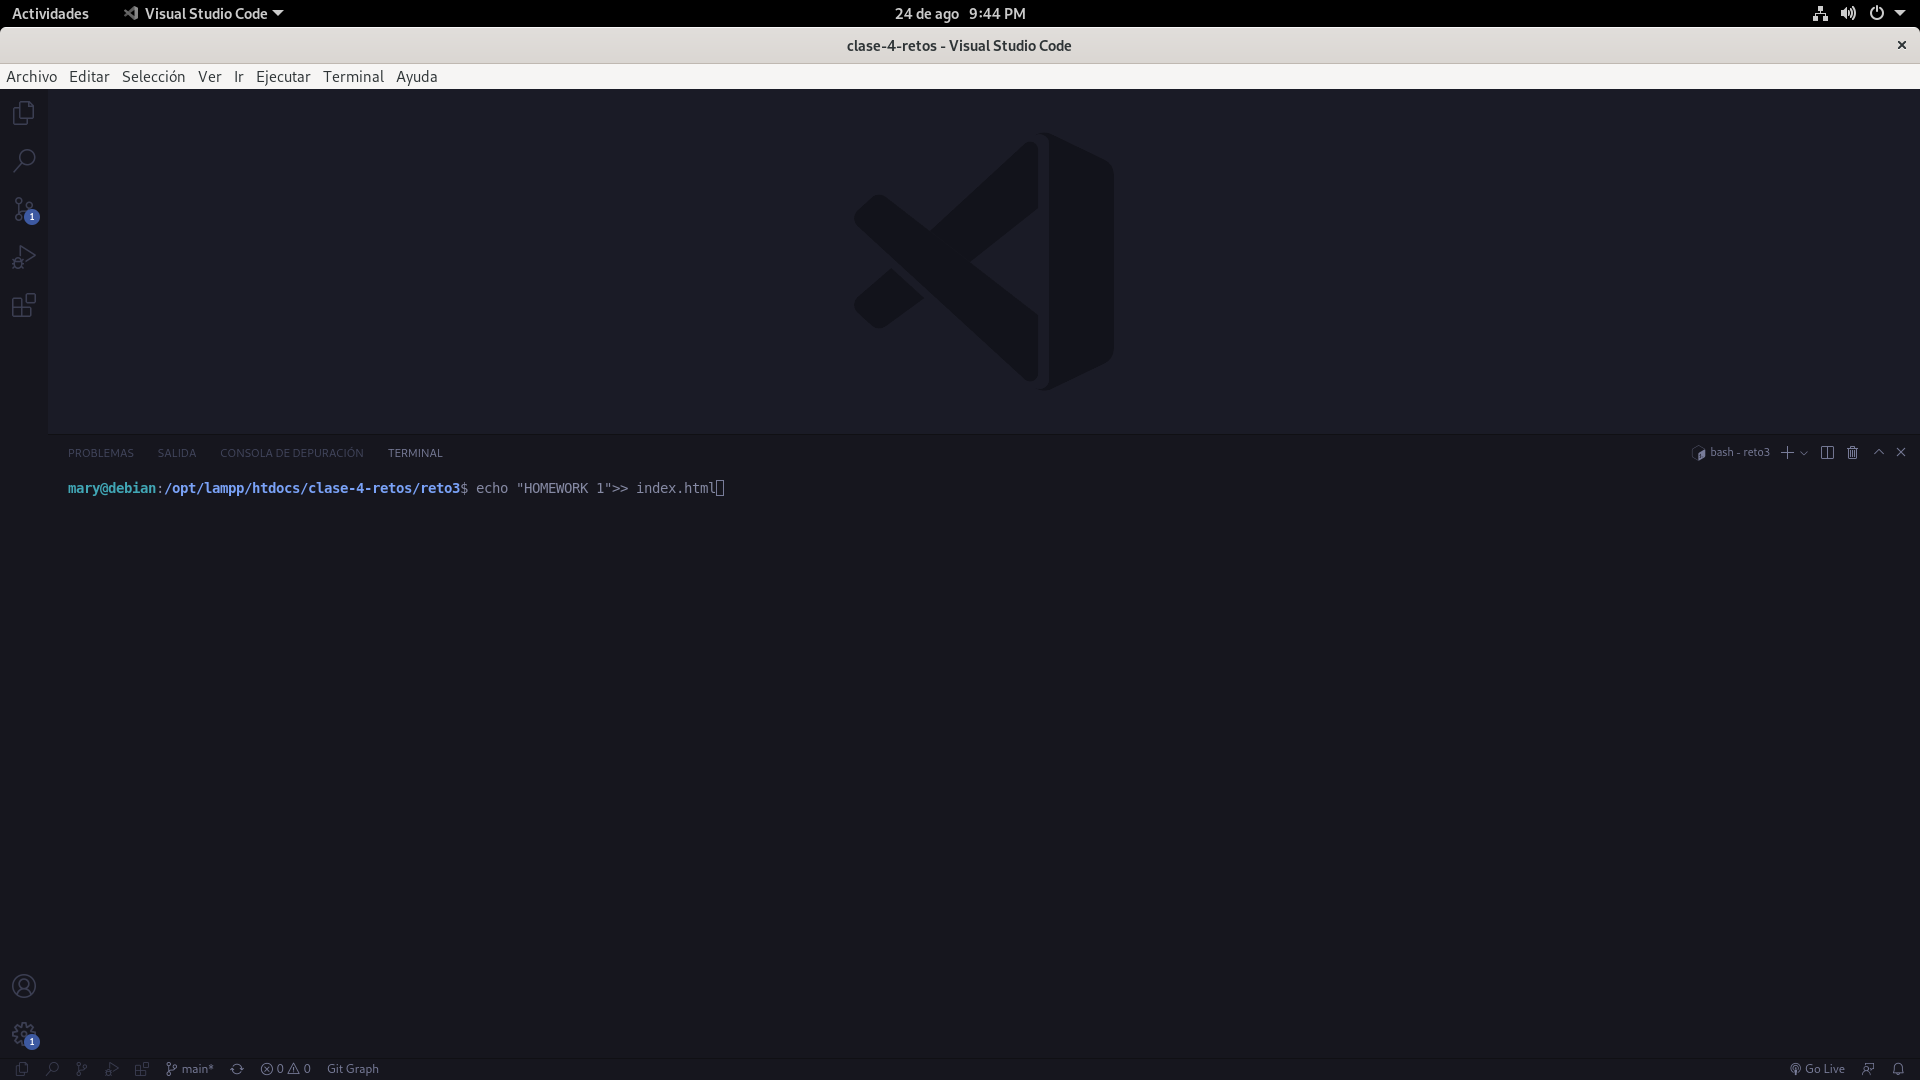 Actividades Visual Studio Code 24 de ago 9:44 PM
clase-4-retos - Visual Studio Code
Archivo Editar Selección Ver Ir Ejecutar Terminal Ayuda
1
PROBLEMAS SALIDA CONSOLA DE DEPURACIÓN TERMINAL bash - reto3
mary@debian:/opt/lampp/htdocs/clase-4-retos/reto3$ echo "HOMEWORK 1">> index.html
1
main* 0 0 Git Graph Go Live